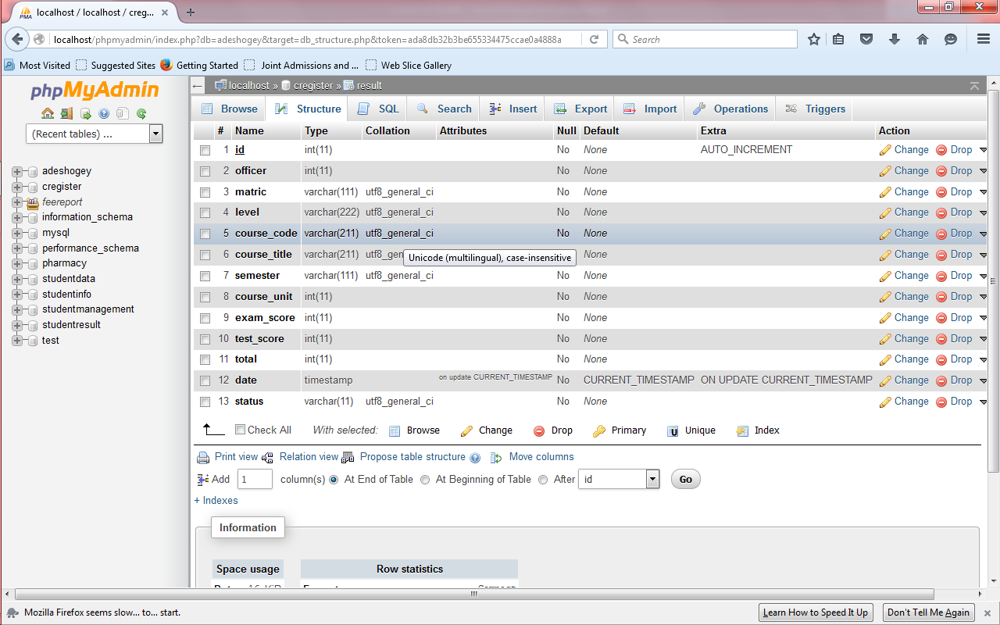 PMA
localhost / localhost / creg...
localhost/phpmyadmin/index.php?db=adeshogey&target=db_structure.php&token=ada8db32b3be655334475ccae0a4888a
Search
Most Visited Suggested Sites Getting Started Joint Admissions and ... Web Slice Gallery
phpMyAdmin
(Recent tables) ...
adeshogey
cregister
feereport
information_schema
mysql
performance_schema
pharmacy
studentdata
studentinfo
studentmanagement
studentresult
test
localhost » cregister » result
Browse Structure SQL Search Insert Export Import Operations Triggers
# Name Type Collation Attributes Null Default Extra Action
1 id int(11) No None AUTO_INCREMENT Change Drop
2 officer int(11) No None Change Drop
3 matric varchar(111) utf8_general_ci No None Change Drop
4 level varchar(222) utf8_general_ci No None Change Drop
5 course_code varchar(211) utf8_general_ci No None Change Drop
6 course_title varchar(211) utf8_gen No None Change Drop
Unicode (multilingual), case-insensitive
7 semester varchar(111) utf8_general_ci No None Change Drop
8 course_unit int(11) No None Change Drop
9 exam_score int(11) No None Change Drop
10 test_score int(11) No None Change Drop
11 total int(11) No None Change Drop
12 date timestamp on update CURRENT_TIMESTAMP No CURRENT_TIMESTAMP ON UPDATE CURRENT_TIMESTAMP Change Drop
13 status varchar(11) utf8_general_ci No None Change Drop
Check All With selected: Browse Change Drop Primary Unique Index
Print view Relation view Propose table structure Move columns
Add 1 column(s) At End of Table At Beginning of Table After id Go
+ Indexes
Information
Space usage Row statistics
Mozilla Firefox seems slow... to... start. Learn How to Speed It Up Don't Tell Me Again